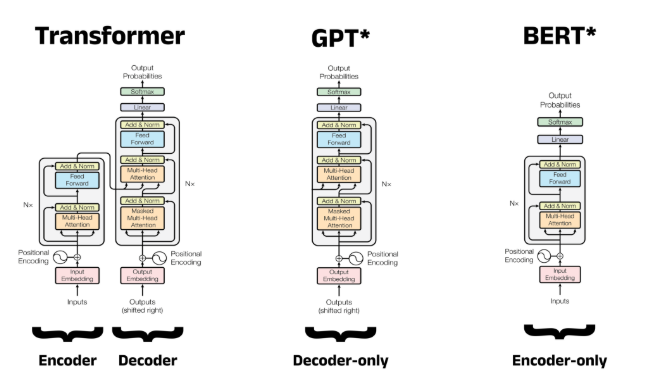 Transformer
Output
Probabilities
Softmax
Linear
Add & Norm
Feed
Forward
Add & Norm
Multi-Head
Attention
Add & Norm
Masked
Multi-Head
Attention
Nx
Positional
Encoding
Output
Embedding
Outputs
(shifted right)
Add & Norm
Feed
Forward
Add & Norm
Multi-Head
Attention
Nx
Positional
Encoding
Input
Embedding
Inputs
Encoder
Decoder
GPT*
Output
Probabilities
Softmax
Linear
Add & Norm
Feed
Forward
Add & Norm
Multi-Head
Attention
Add & Norm
Masked
Multi-Head
Attention
Nx
Positional
Encoding
Output
Embedding
Outputs
(shifted right)
Decoder-only
BERT*
Output
Probabilities
Softmax
Linear
Add & Norm
Feed
Forward
Add & Norm
Multi-Head
Attention
Nx
Positional
Encoding
Input
Embedding
Inputs
Encoder-only